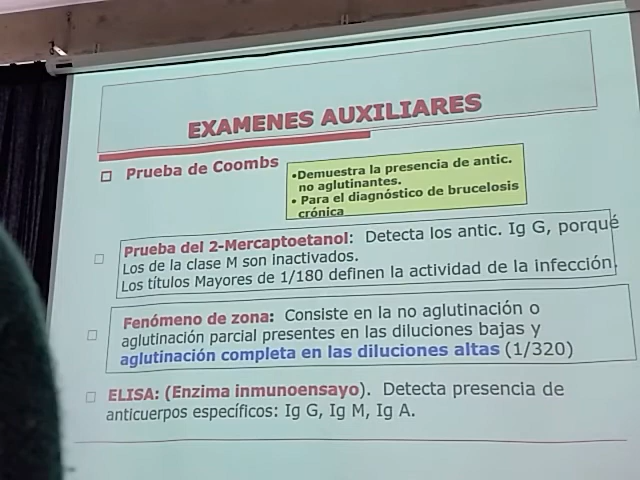 EXAMENES AUXILIARES
Prueba de Coombs
•Demuestra la presencia de antic.
no aglutinantes.
• Para el diagnóstico de brucelosis
crónica
Prueba del 2-Mercaptoetanol: Detecta los antic. Ig G, porqué
Los de la clase M son inactivados.
Los títulos Mayores de 1/180 definen la actividad de la infección.
Fenómeno de zona: Consiste en la no aglutinación o
aglutinación parcial presentes en las diluciones bajas y
aglutinación completa en las diluciones altas (1/320)
ELISA: (Enzima inmunoensayo). Detecta presencia de
anticuerpos específicos: Ig G, Ig M, Ig A.